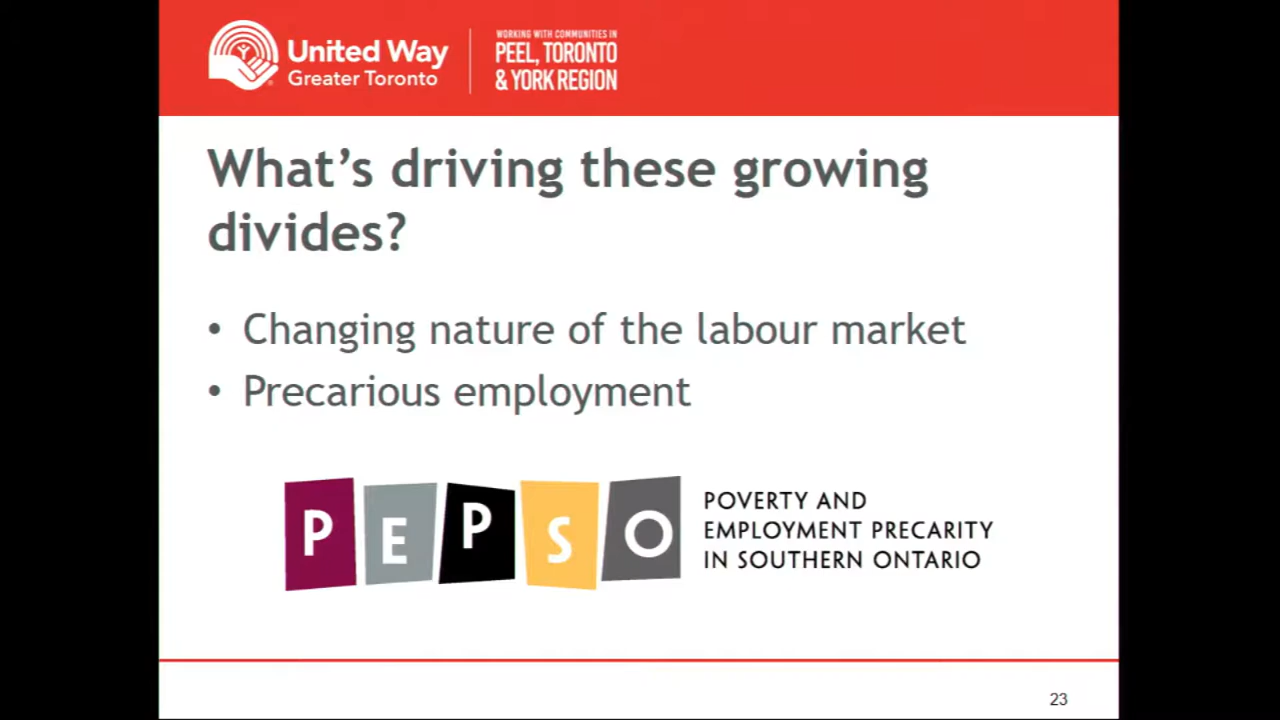 United Way
Greater Toronto
WORKING WITH COMMUNITIES IN
PEEL, TORONTO
& YORK REGION
What’s driving these growing
divides?
• Changing nature of the labour market
• Precarious employment
PEPSO
POVERTY AND
EMPLOYMENT PRECARITY
IN SOUTHERN ONTARIO
23